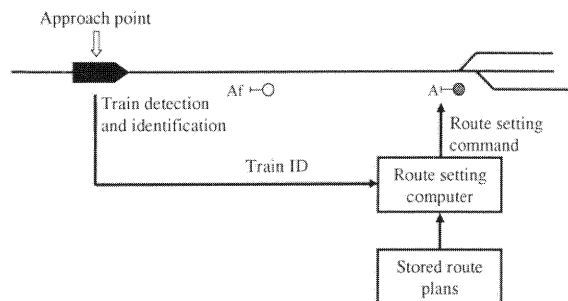 Approach point
Af
A
Train detection
and identification
Route setting
command
Train ID
Route setting
computer
Stored route
plans